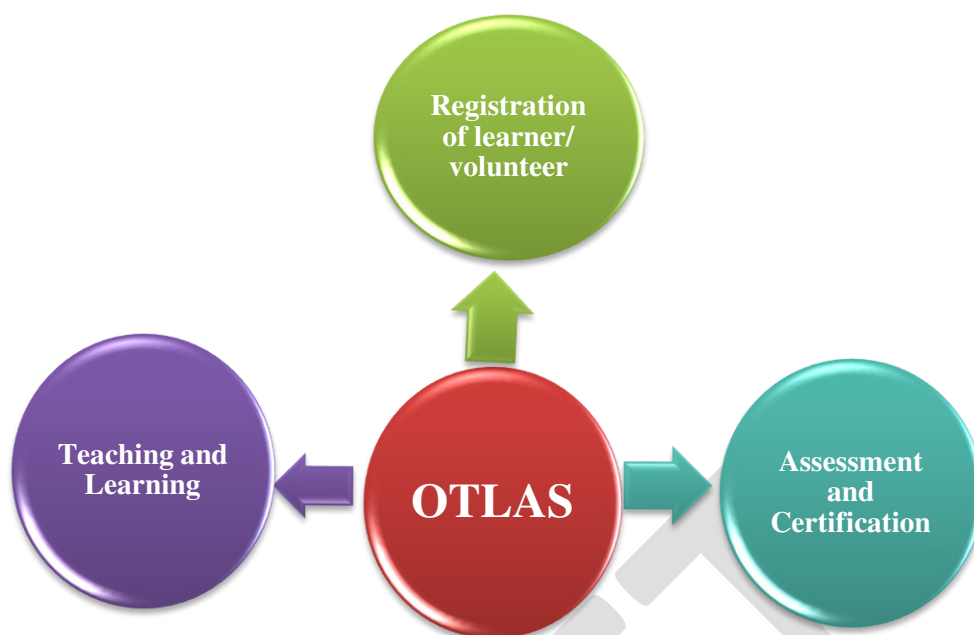 Registration
of learner/
volunteer
Teaching and
Learning
OTLAS
Assessment
and
Certification